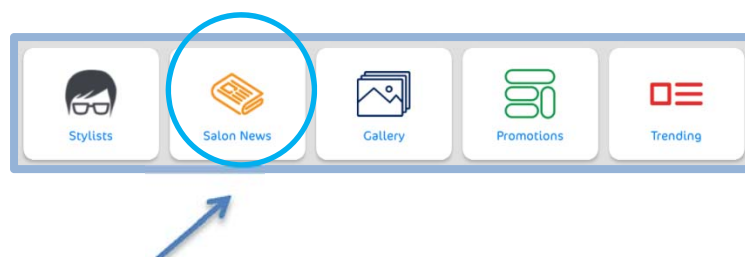 Stylists
Salon News
Gallery
Promotions
Trending